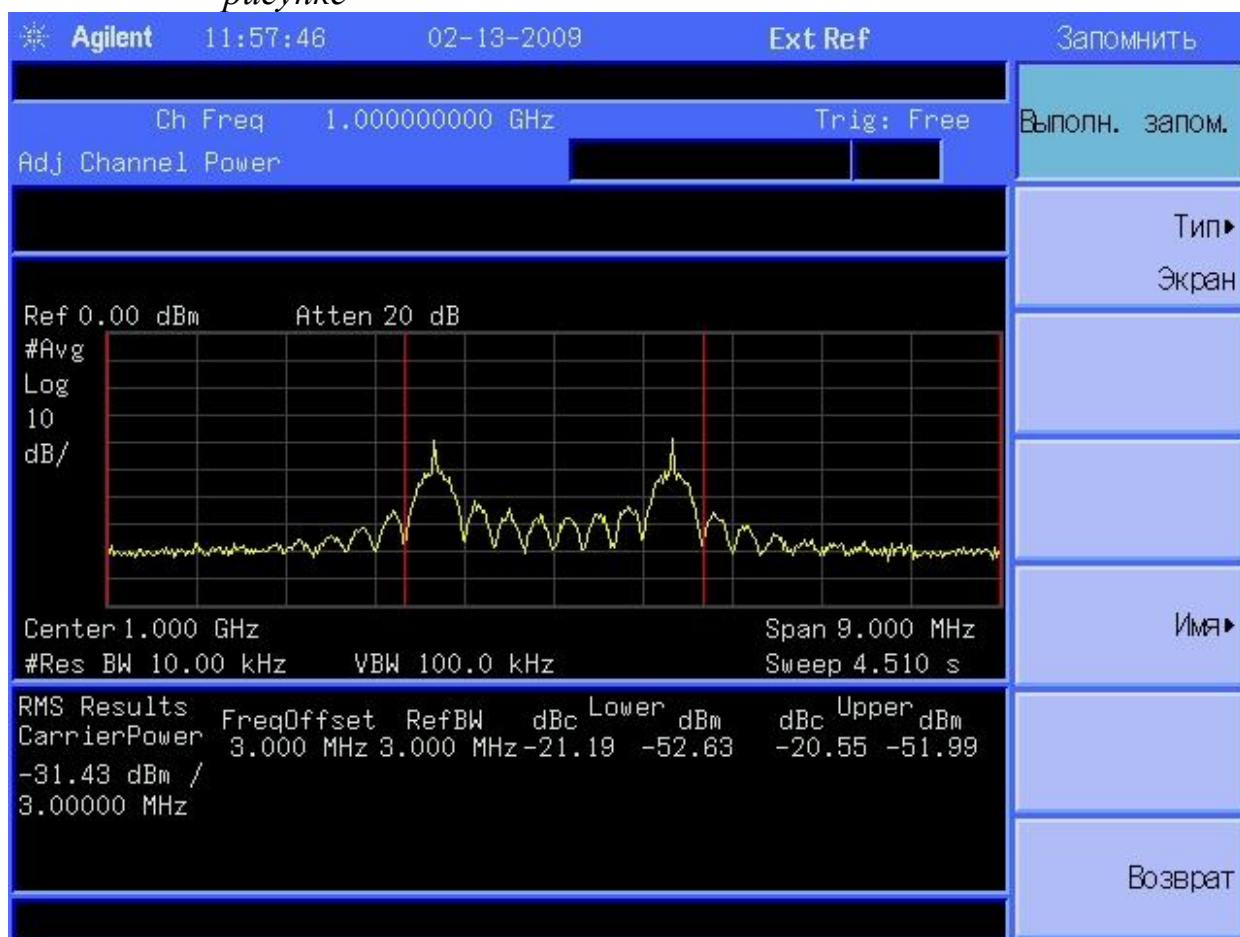 рисунке
Agilent 11:57:46 02-13-2009 Ext Ref Запомнить
Ch Freq 1.000000000 GHz Trig: Free
Выполн. запом.
Adj Channel Power
Тип
Экран
Ref 0.00 dBm Atten 20 dB
#Avg
Log
10
dB/
Center 1.000 GHz Span 9.000 MHz
#Res BW 10.00 kHz VBW 100.0 kHz Sweep 4.510 s
Имя
RMS Results FreqOffset RefBW dBc Lower dBm dBc Upper dBm
CarrierPower 3.000 MHz 3.000 MHz -21.19 -52.63 -20.55 -51.99
-31.43 dBm /
3.00000 MHz
Возврат